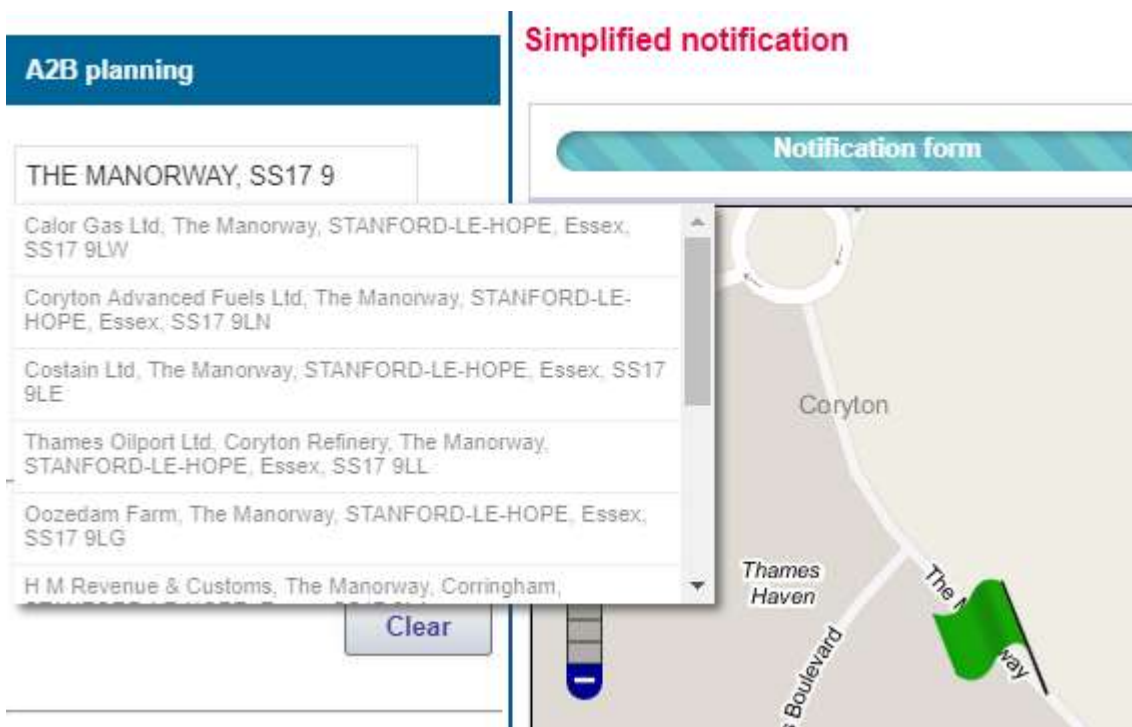 A2B planning
THE MANORWAY, SS17 9
Calor Gas Ltd, The Manorway, STANFORD-LE-HOPE, Essex,
SS17 9LW
Coryton Advanced Fuels Ltd, The Manorway, STANFORD-LE-
HOPE, Essex, SS17 9LN
Costain Ltd, The Manorway, STANFORD-LE-HOPE, Essex, SS17
9LE
Thames Oilport Ltd, Coryton Refinery, The Manorway,
STANFORD-LE-HOPE, Essex, SS17 9LL
Oozedam Farm, The Manorway, STANFORD-LE-HOPE, Essex,
SS17 9LG
H M Revenue & Customs, The Manorway, Corringham,
Clear
Simplified notification
Notification form
Coryton
Thames
Haven
The
way
Boulevard